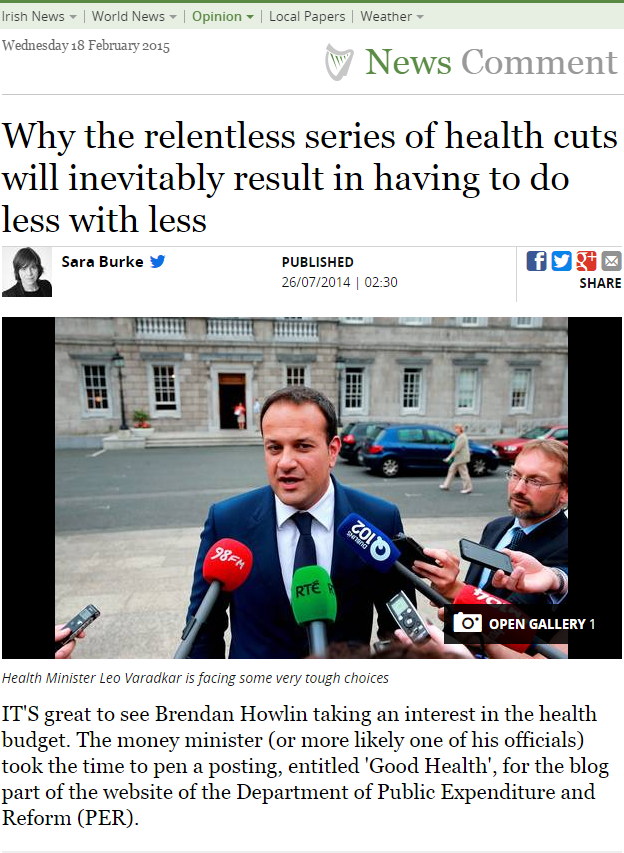 Irish News World News Opinion Local Papers Weather
Wednesday 18 February 2015
News Comment
Why the relentless series of health cuts
will inevitably result in having to do
less with less
Sara Burke
PUBLISHED
26/07/2014 | 02:30
SHARE
98FM
RTÉ
DUBLIN'S
Q102
OPEN GALLERY 1
Health Minister Leo Varadkar is facing some very tough choices
IT'S great to see Brendan Howlin taking an interest in the health
budget. The money minister (or more likely one of his officials)
took the time to pen a posting, entitled 'Good Health', for the blog
part of the website of the Department of Public Expenditure and
Reform (PER).